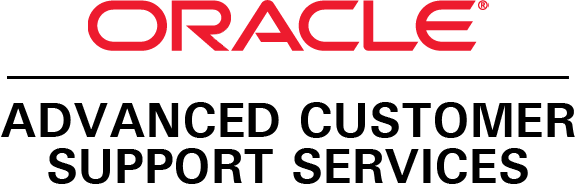 ORACLE®
ADVANCED CUSTOMER
SUPPORT SERVICES